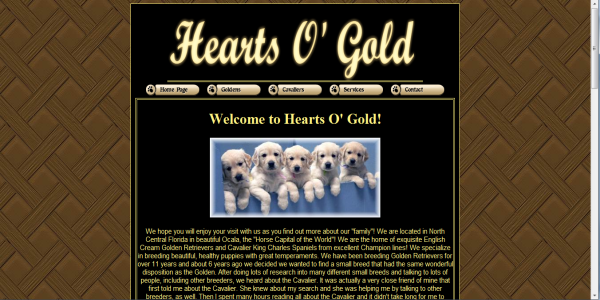 Hearts O' Gold
Home Page Goldens Cavaliers Services Contact
Welcome to Hearts O' Gold!
We hope you will enjoy your visit with us as you find out more about our "family"! We are located in North
Central Florida in beautiful Ocala, the "Horse Capital of the World"! We are the home of exquisite English
Cream Golden Retrievers and Cavalier King Charles Spaniels from excellent Champion lines! We specialize
in breeding beautiful, healthy puppies with great temperaments. We have been breeding Golden Retrievers for
over 11 years and about 6 years ago we decided we wanted to find a small breed that had the same wonderful
disposition as the Golden. After doing lots of research into many different small breeds and talking to lots of
people, including other breeders, we heard about the Cavalier. It was actually a very close friend of mine that
first told me about the Cavalier. She knew about my search and she was helping me by talking to other
breeders, as well. Then I spent many hours reading all about the Cavalier and it didn't take long for me to